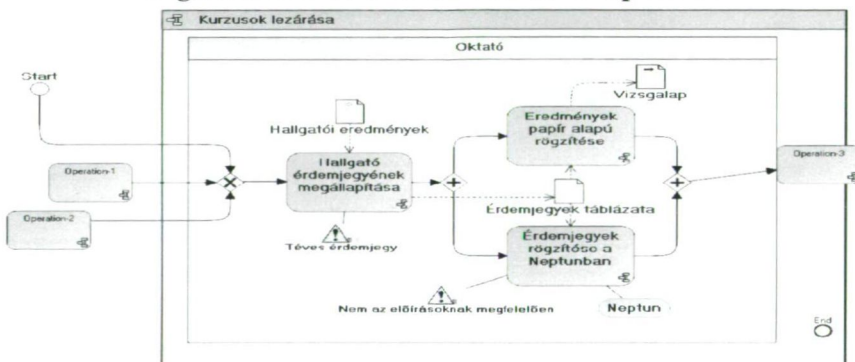 Kurzusok lezárása
Oktató
Start
Vizsgalap
Hallgatói eredmények
Eredmények
papír alapú
rögzítése
Operation-1
Hallgató
érdemjegyének
megállapítása
Operation-3
Operation-2
Érdemjegyek táblázata
Téves érdemjegy
Érdemjegyek
rögzítése a
Neptunban
Nem az előírásoknak megfelelően
Neptun
End